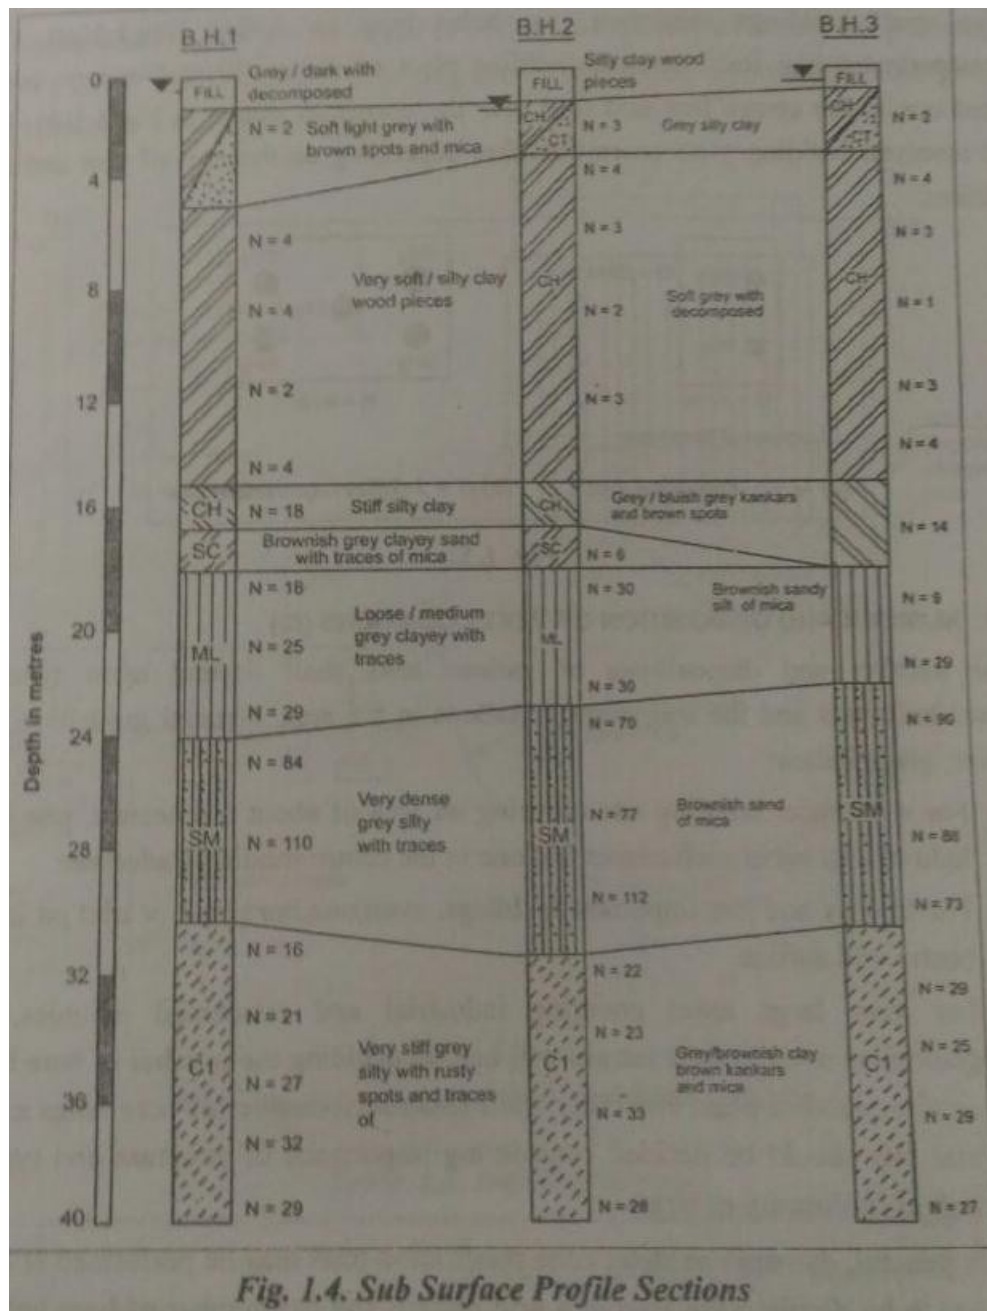 B.H.1
B.H.2
B.H.3
0
FILL
Grey / dark with
decomposed
FILL
Silty clay wood
pieces
FILL
N = 2 Soft light grey with
brown spots and mica
CH
CT
N = 3
Grey silty clay
CH
CT
N = 2
4
N = 4
N = 4
N = 4
N = 3
N = 3
8
Very soft / silty clay
wood pieces
CH
Soft grey with
decomposed
CH
N = 4
N = 2
N = 1
12
N = 2
N = 3
N = 3
N = 4
N = 4
16
CH
N = 18
Stiff silty clay
CH
Grey / bluish grey kankars
and brown spots
N = 14
SC
Brownish grey clayey sand
with traces of mica
SC
N = 6
N = 18
N = 30
Brownish sandy
silt of mica
N = 9
20
Loose / medium
grey clayey with
traces
ML
N = 25
ML
N = 29
N = 29
N = 30
24
N = 70
N = 90
N = 84
Depth in metres
Very dense
grey silty
with traces
SM
N = 110
SM
N = 77
Brownish sand
of mica
SM
N = 88
28
N = 112
N = 73
N = 16
32
N = 22
N = 29
N = 21
N = 23
N = 25
C1
Very stiff grey
silty with rusty
spots and traces
of
C1
Grey/brownish clay
brown kankars
and mica
C1
N = 27
36
N = 33
N = 29
N = 32
40
N = 29
N = 28
N = 27
Fig. 1.4. Sub Surface Profile Sections